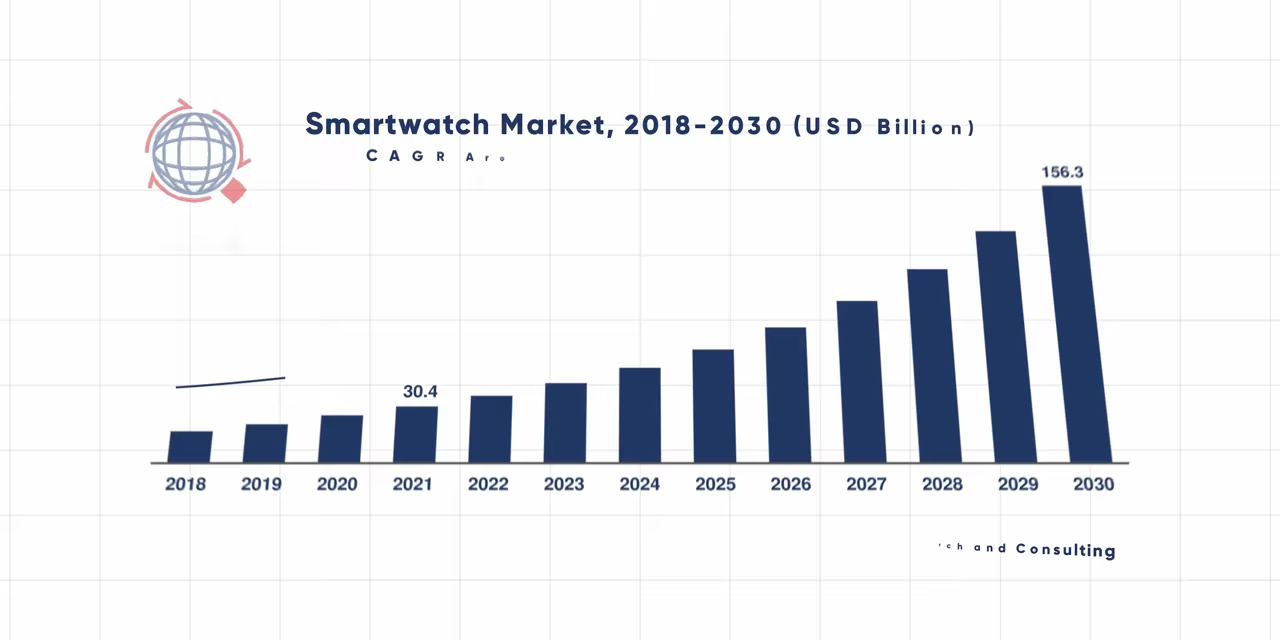 Smartwatch Market, 2018-2030 (USD Billion)
CAGR Aro
156.3
30.4
2018 2019 2020 2021 2022 2023 2024 2025 2026 2027 2028 2029 2030
and Consulting